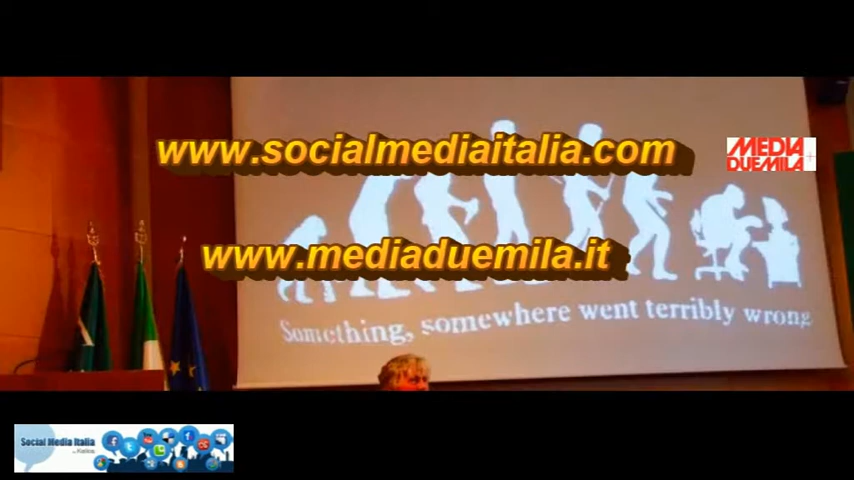 www.socialmediaitalia.com
MEDIA
DUEMILA
www.mediaduemila.it
Something, somewhere went terribly wrong
Social Media Italia